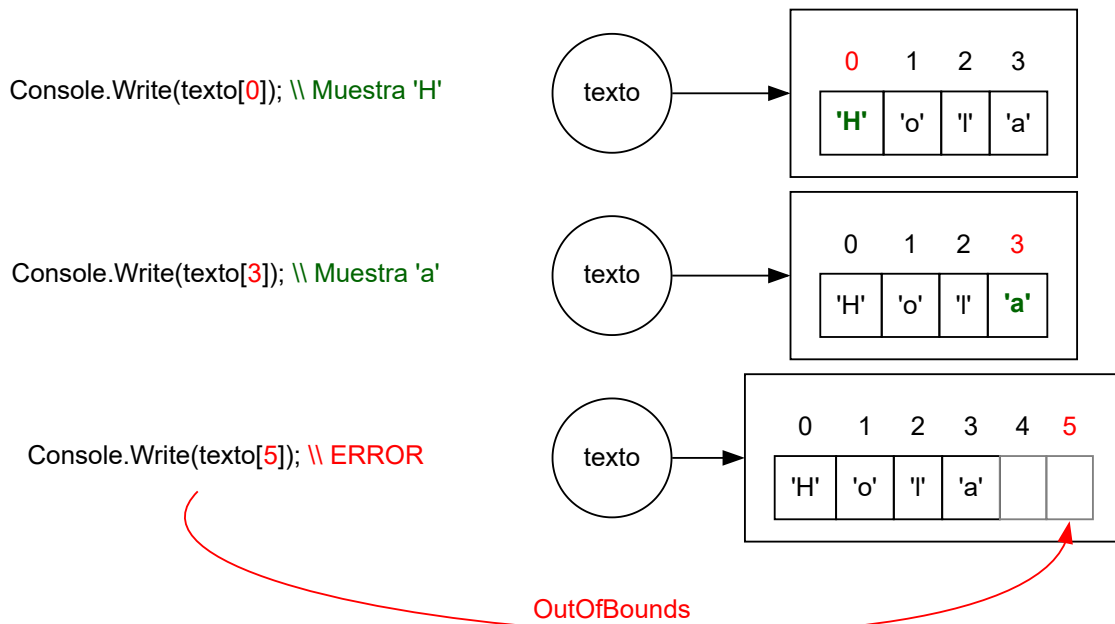 0 1 2 3
Console.Write(texto[0]); \\ Muestra 'H'
texto
'H' 'o' 'l' 'a'
0 1 2 3
Console.Write(texto[3]); \\ Muestra 'a'
texto
'H' 'o' 'l' 'a'
0 1 2 3 4 5
Console.Write(texto[5]); \\ ERROR
texto
'H' 'o' 'l' 'a'
OutOfBounds